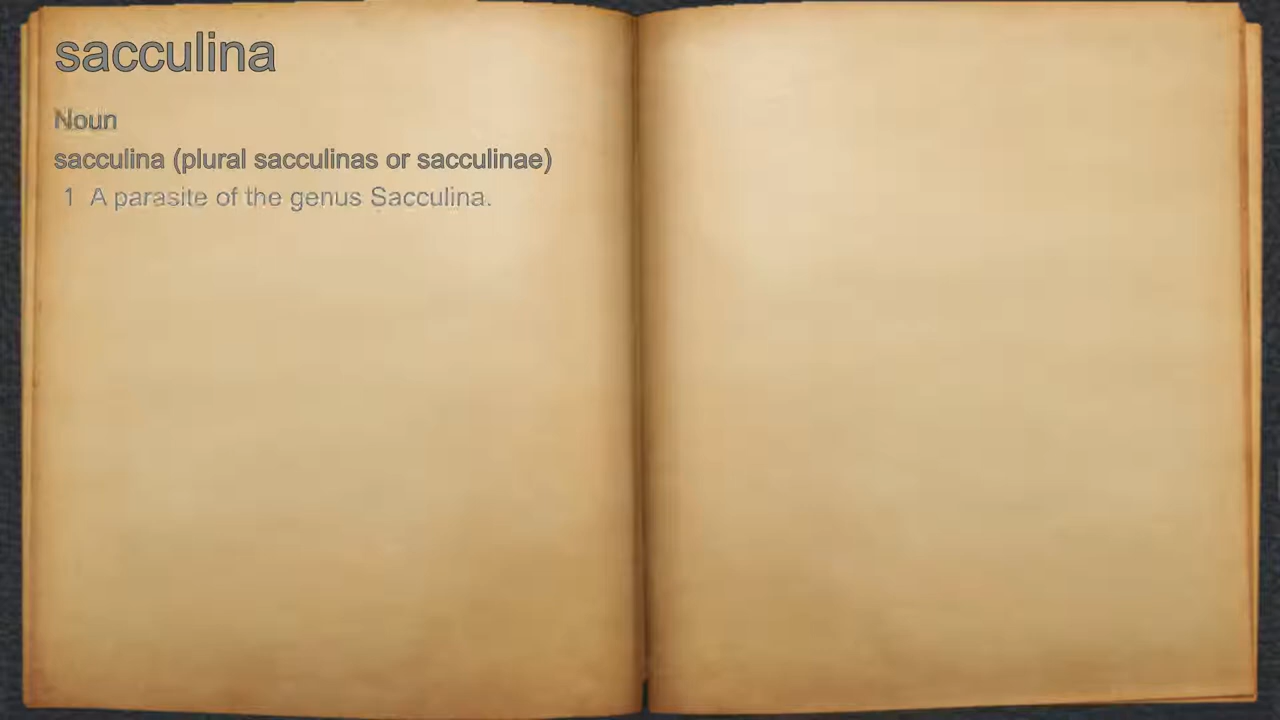 sacculina
Noun
sacculina (plural sacculinas or sacculinae)
1 A parasite of the genus Sacculina.